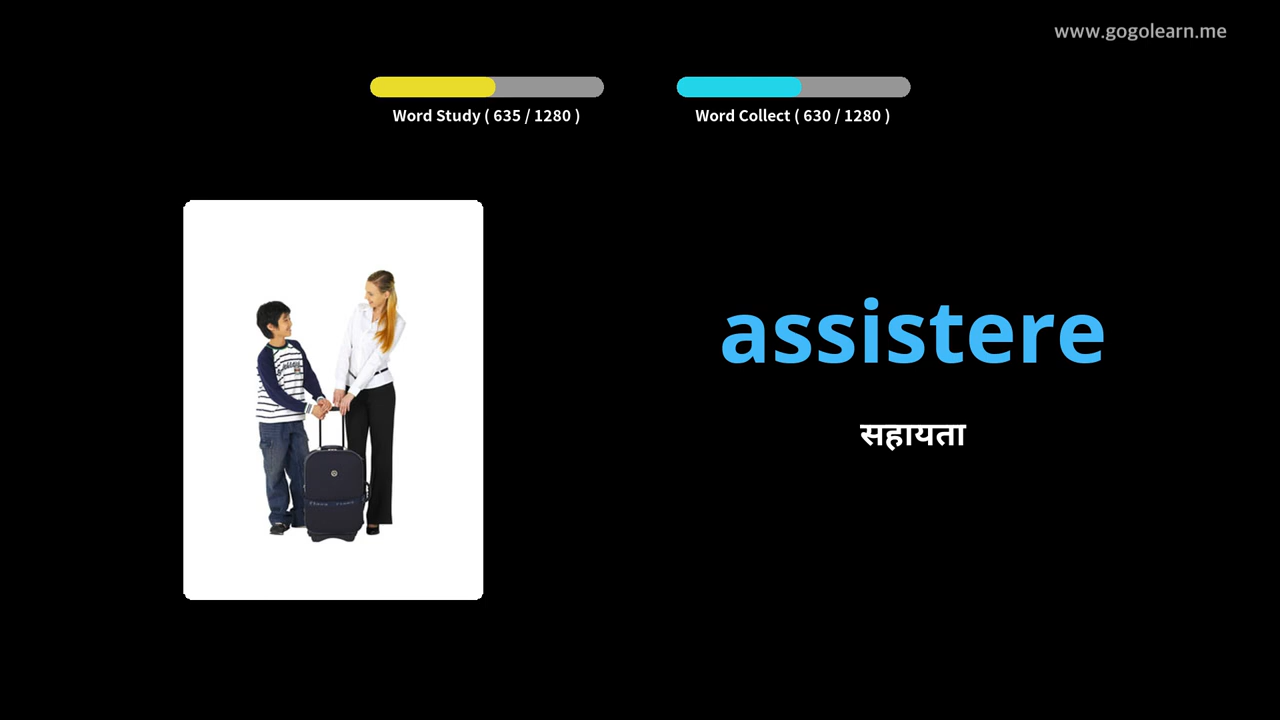 www.gogolearn.me
Word Study ( 635 / 1280 )
Word Collect ( 630 / 1280 )
assistere
सहायता